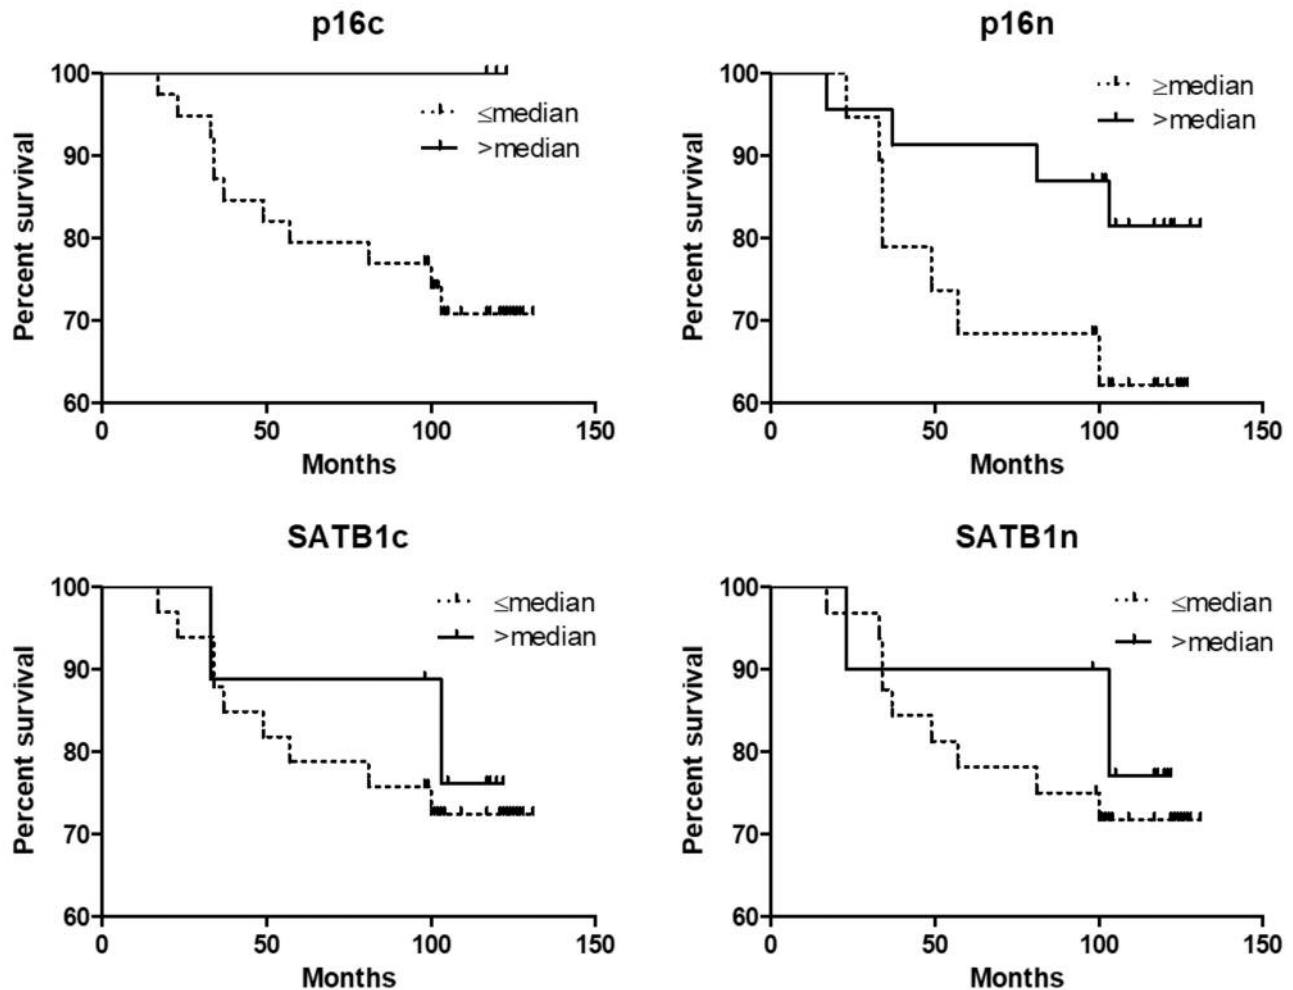 p16c
100
90
80
70
60
Percent survival
≤median
>median
0 50 100 150
Months
p16n
100
90
80
70
60
Percent survival
≥median
>median
0 50 100 150
Months
SATB1c
100
90
80
70
60
Percent survival
≤median
>median
0 50 100 150
Months
SATB1n
100
90
80
70
60
Percent survival
≤median
>median
0 50 100 150
Months